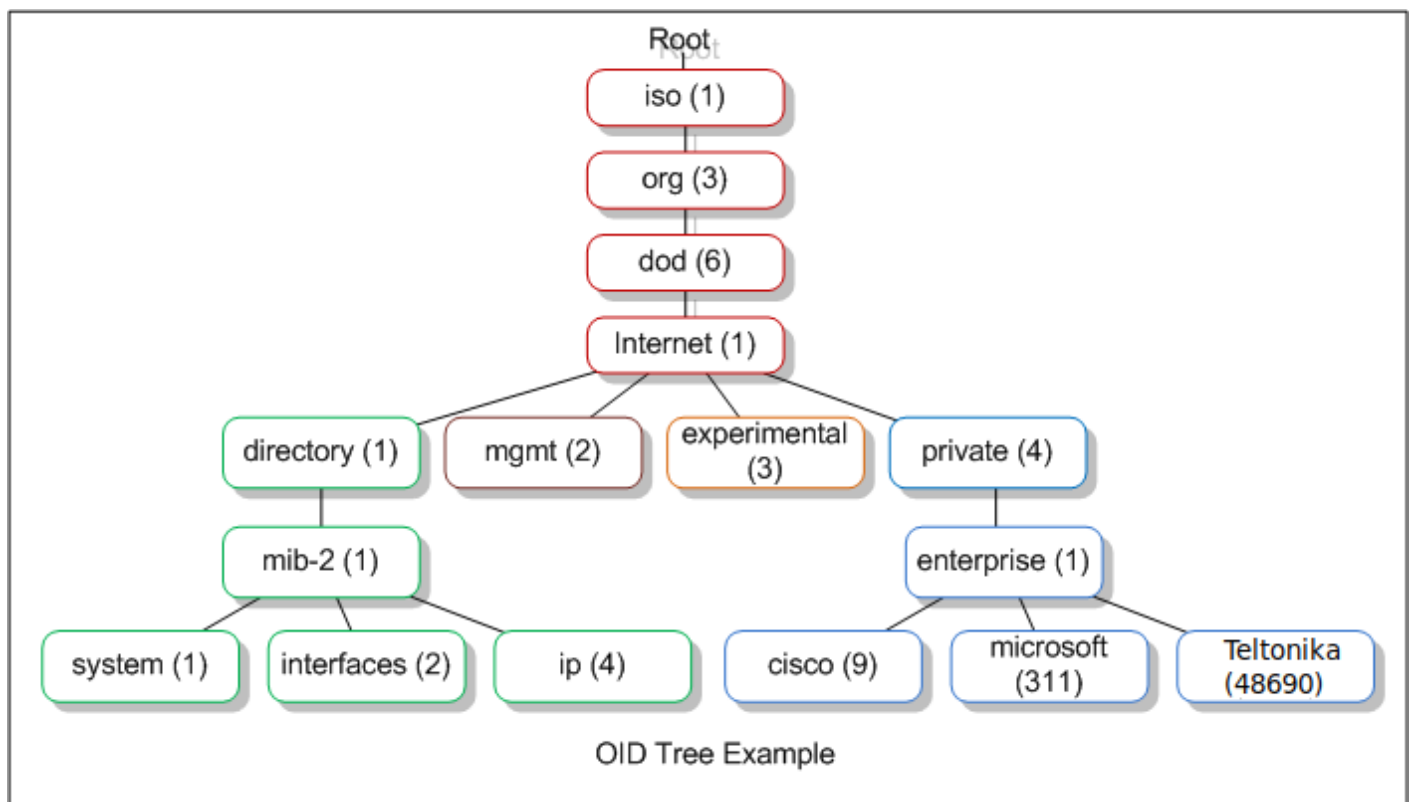 Root
iso (1)
org (3)
dod (6)
Internet (1)
directory (1)
mgmt (2)
experimental
(3)
private (4)
mib-2 (1)
enterprise (1)
system (1)
interfaces (2)
ip (4)
cisco (9)
microsoft
(311)
Teltonika
(48690)
OID Tree Example